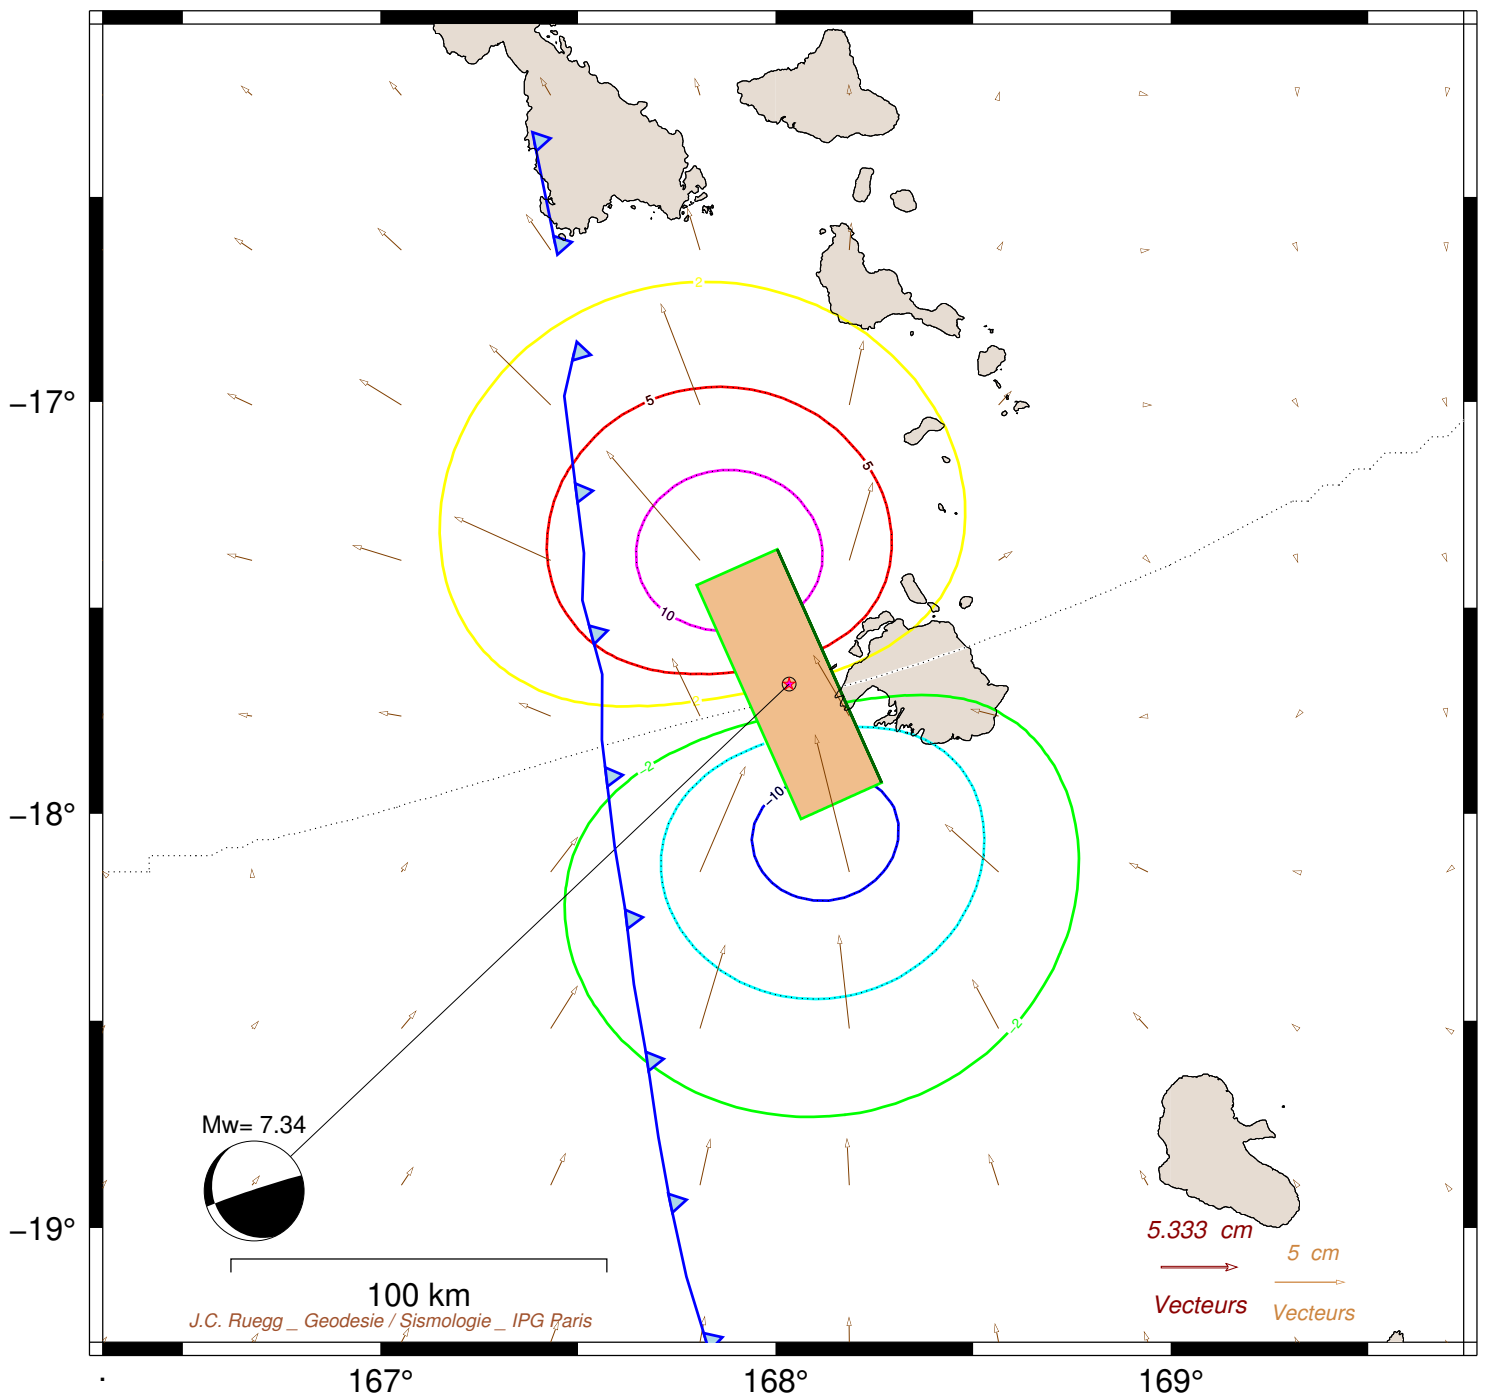 2
5
5
−17°
10
2
−2
−10
−18°
−2
Mw= 7.34
−19°
5.333 cm
5 cm
100 km
Vecteurs
Vecteurs
J.C. Ruegg _ Geodesie / Sismologie _ IPG Paris
167°
168°
169°